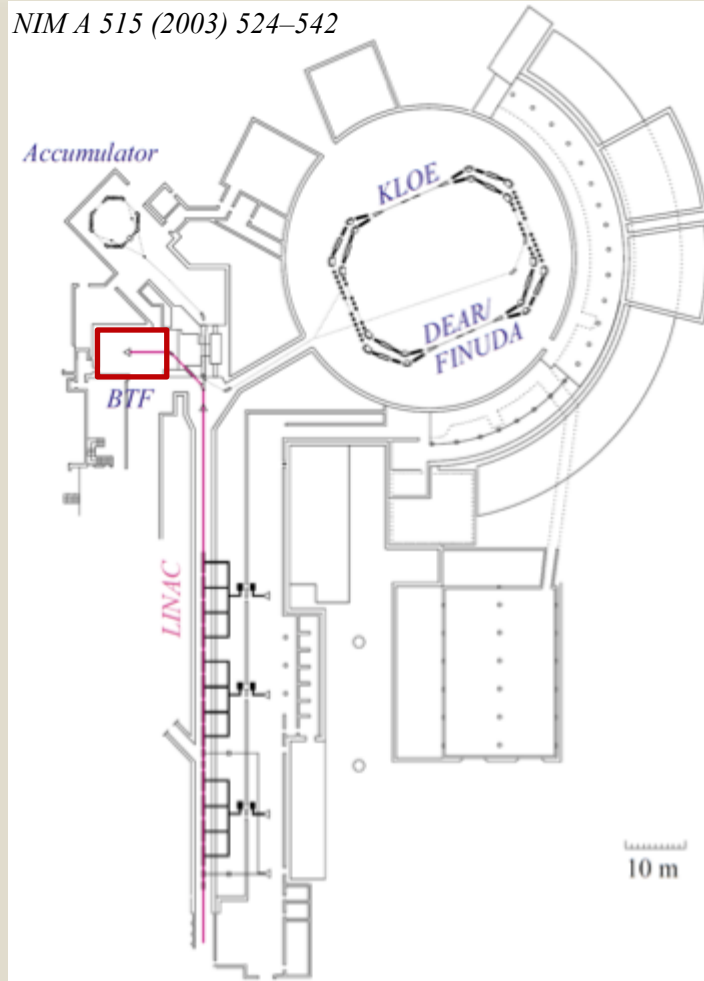 NIM A 515 (2003) 524–542
Accumulator
KLOE
DEAR/
FINUDA
BTF
LINAC
10 m